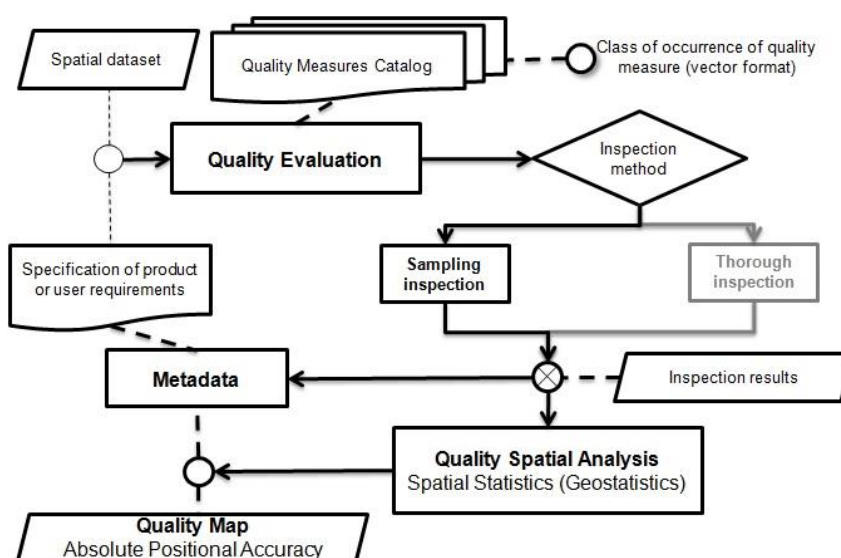 Spatial dataset
Quality Measures Catalog
Class of occurrence of quality
measure (vector format)
Quality Evaluation
Inspection
method
Specification of product
or user requirements
Sampling
inspection
Thorough
inspection
Metadada
Inspection results
Quality Spatial Analysis
Spatial Statistics (Geostatistics)
Quality Map
Absolute Positional Accuracy